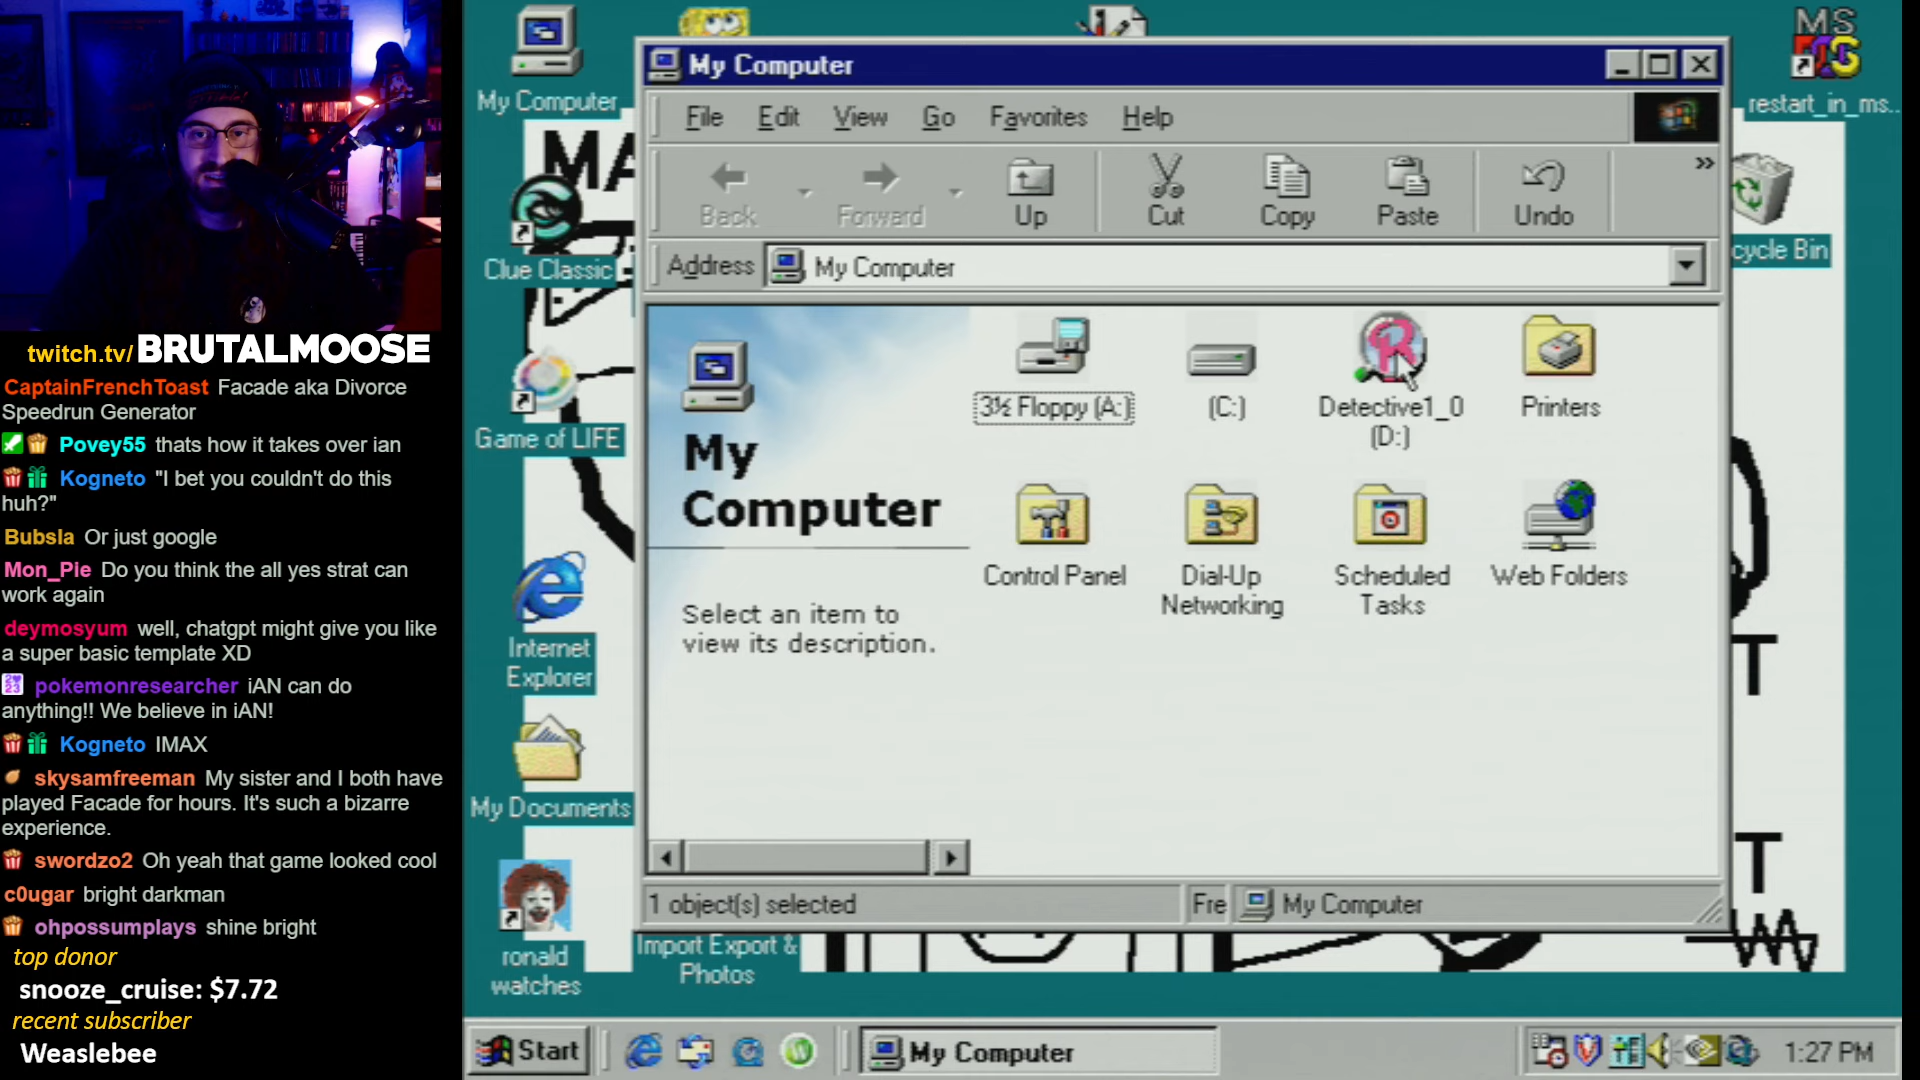 twitch.tv/BRUTALMOOSE
CaptainFrenchToast Facade aka Divorce
Speedrun Generator
Povey55 thats how it takes over ian
Kogneto "I bet you couldn't do this
huh?"
Bubsla Or just google
Mon_Pie Do you think the all yes strat can
work again
deymosyum well, chatgpt might give you like
a super basic template XD
pokemonresearcher iAN can do
anything!! We believe in iAN!
Kogneto IMAX
skysamfreeman My sister and I both have
played Facade for hours. It's such a bizarre
experience.
swordzo2 Oh yeah that game looked cool
c0ugar bright darkman
ohpossumplays shine bright
top donor
snooze_cruise: $7.72
recent subscriber
Weaslebee
My Computer
Clue Classic
Game of LIFE
Internet
Explorer
My Documents
ronald
watches
Import Export &
Photos
MA
MS
restart_in_ms...
cycle Bin
T
T
My Computer
File Edit View Go Favorites Help
Back Forward Up Cut Copy Paste Undo
Address My Computer
My
Computer
Select an item to
view its description.
3½ Floppy (A:)
(C:)
Detective1_0
(D:)
Printers
Control Panel
Dial-Up
Networking
Scheduled
Tasks
Web Folders
1 object(s) selected
Fre
My Computer
Start
My Computer
1:27 PM